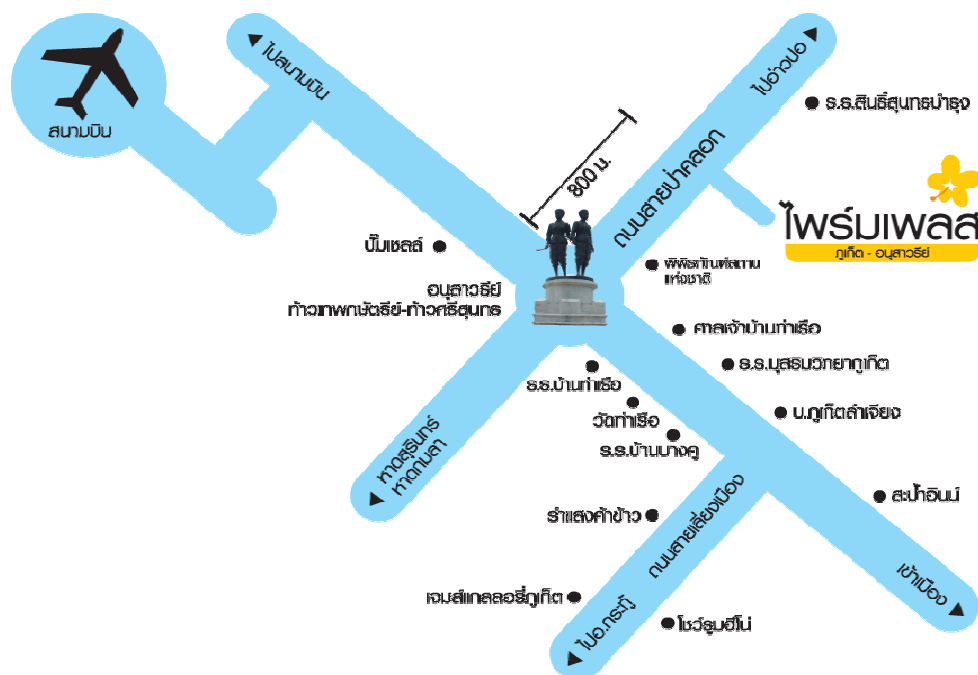 สนามบิน
ไปสนามบิน
ไปอ่าวปอ
ร.ร.สินธิ์สุนทรบำรุง
800 ม.
ถนนสายป่าคลอก
ไพร์มเพลส
ภูเก็ต - อนุสาวรีย์
ปั๊มเชลล์
อนุสาวรีย์
ท้าวเทพกษัตรีย์-ท้าวศรีสุนทร
พิพิธภัณฑ์สถาน
แห่งชาติ
ศาลเจ้าบ้านท่าเรือ
ร.ร.มุสลิมวิทยาภูเก็ต
ร.ร.บ้านท่าเรือ
วัดท่าเรือ
ร.ร.บ้านบางคู
บ.ภูเก็ตลำเจียง
หาดสุรินทร์
หาดกมลา
สะป๊าอินน์
รำแสงค้าข้าว
ถนนสายเลี่ยงเมือง
เข้าเมือง
เจมส์แกลลอรี่ภูเก็ต
ไปอ.กระทู้
โชว์รูมฮีโน่